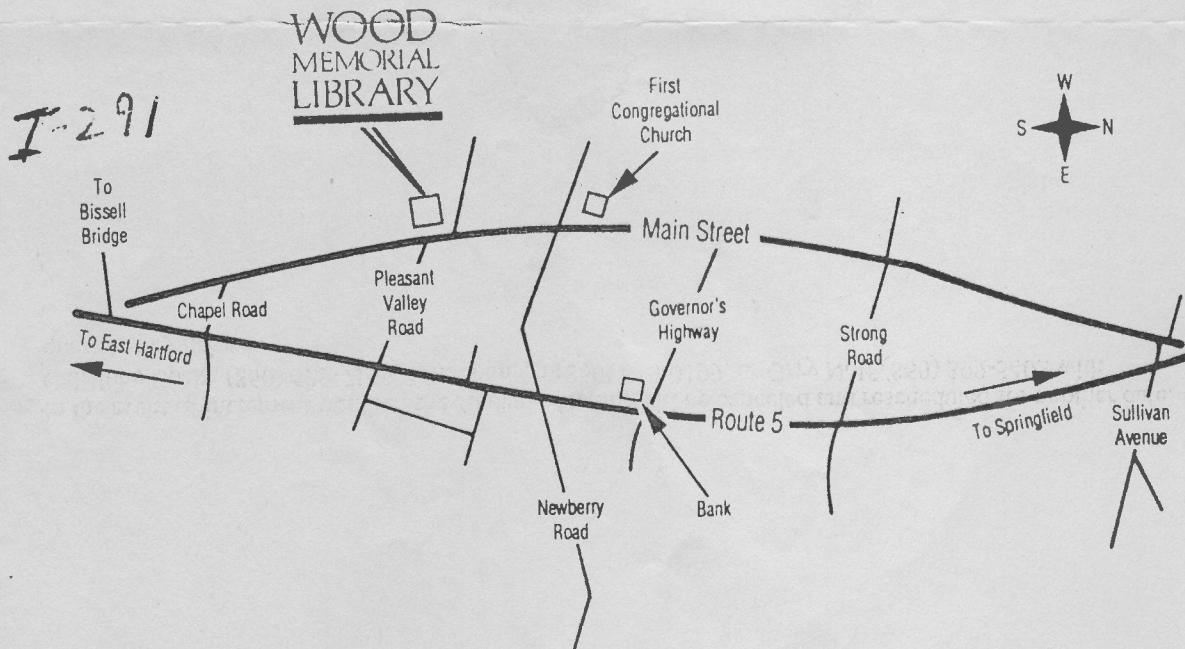 WOOD
MEMORIAL
LIBRARY
I-291
First
Congregational
Church
W
S
N
E
To
Bissell
Bridge
Main Street
Chapel Road
Pleasant
Valley
Road
Governor's
Highway
Strong
Road
To East Hartford
Route 5
To Springfield
Sullivan
Avenue
Newberry
Road
Bank